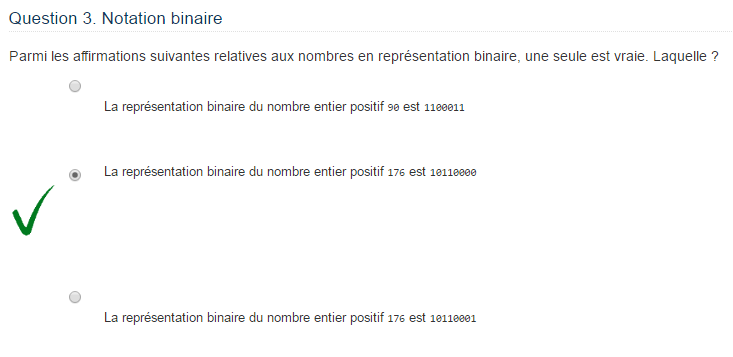 Question 3. Notation binaire
Parmi les affirmations suivantes relatives aux nombres en représentation binaire, une seule est vraie. Laquelle ?
La représentation binaire du nombre entier positif 90 est 1100011
La représentation binaire du nombre entier positif 176 est 10110000
La représentation binaire du nombre entier positif 176 est 10110001